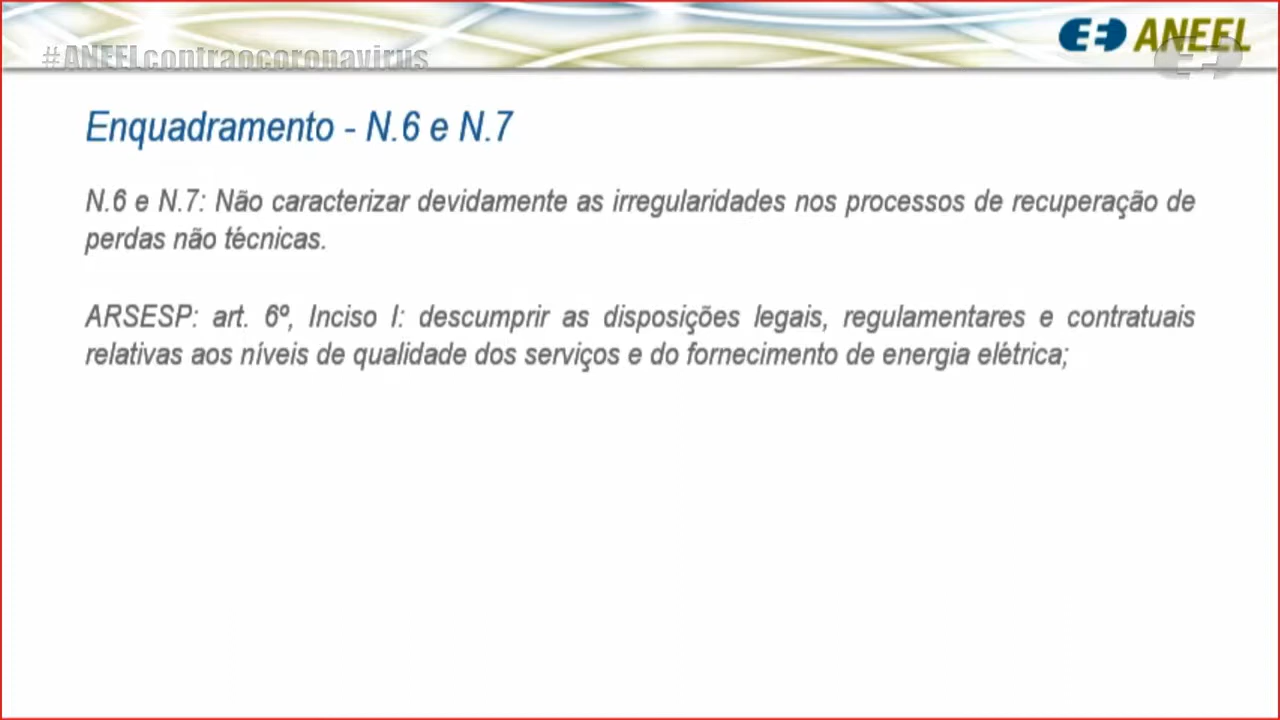 #ANEELcontraocoronavirus
ANEEL
Enquadramento - N.6 e N.7
N.6 e N.7: Não caracterizar devidamente as irregularidades nos processos de recuperação de
perdas não técnicas.
ARSESP: art. 6º, Inciso I: descumprir as disposições legais, regulamentares e contratuais
relativas aos níveis de qualidade dos serviços e do fornecimento de energia elétrica;